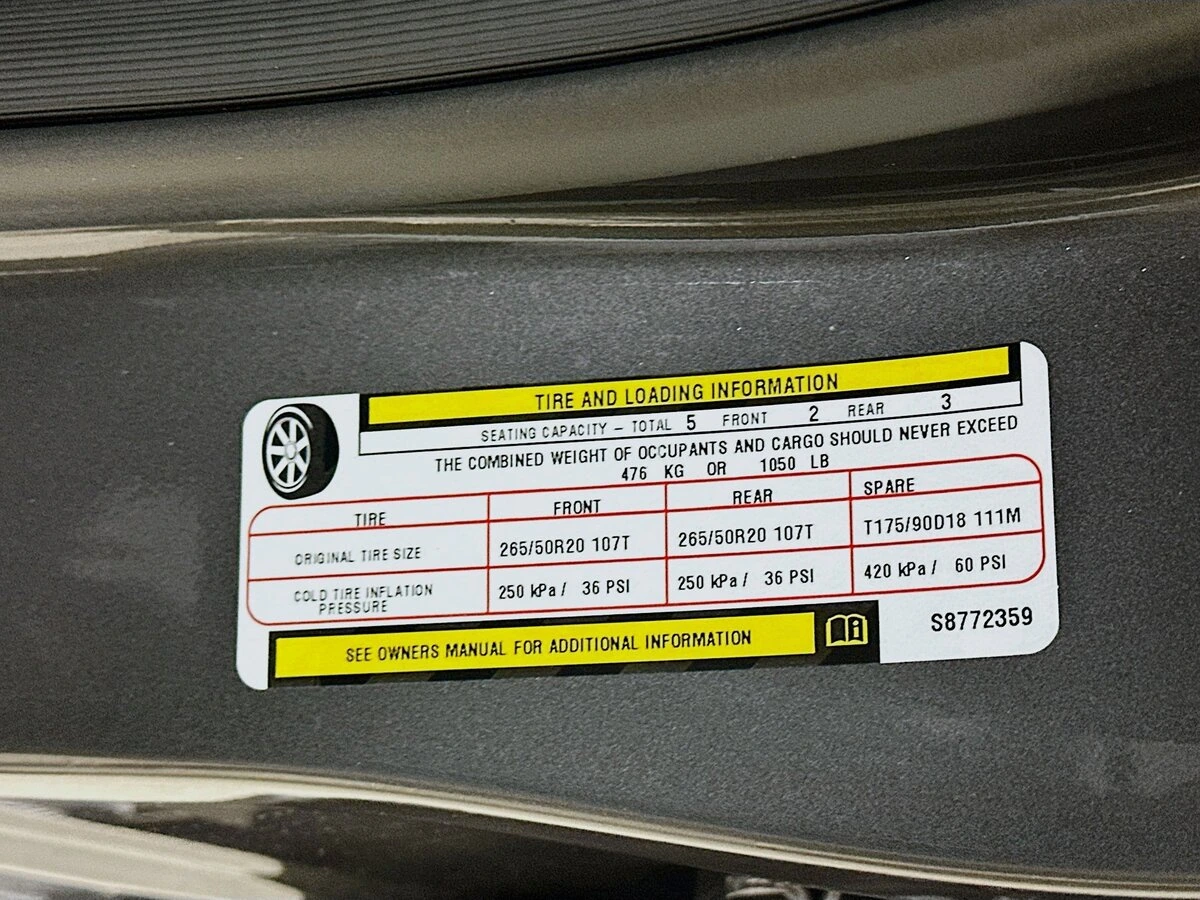 TIRE AND LOADING INFORMATION
SEATING CAPACITY – TOTAL 5 FRONT 2 REAR 3
THE COMBINED WEIGHT OF OCCUPANTS AND CARGO SHOULD NEVER EXCEED
476 KG OR 1050 LB
TIRE FRONT REAR SPARE
ORIGINAL TIRE SIZE 265/50R20 107T 265/50R20 107T T175/90D18 111M
COLD TIRE INFLATION PRESSURE 250 kPa / 36 PSI 250 kPa / 36 PSI 420 kPa / 60 PSI
SEE OWNERS MANUAL FOR ADDITIONAL INFORMATION
S8772359